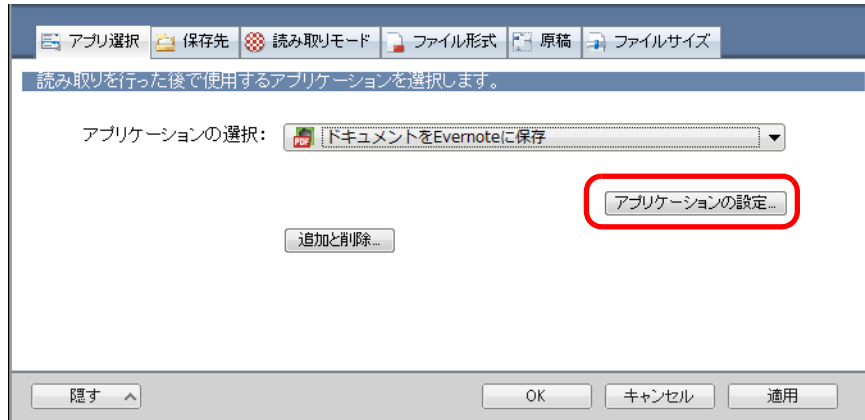 アプリ選択 保存先 読み取りモード ファイル形式 原稿 ファイルサイズ
読み取りを行った後で使用するアプリケーションを選択します。
アプリケーションの選択: PDF ドキュメントをEvernoteに保存
アプリケーションの設定...
追加と削除...
隠す OK キャンセル 適用